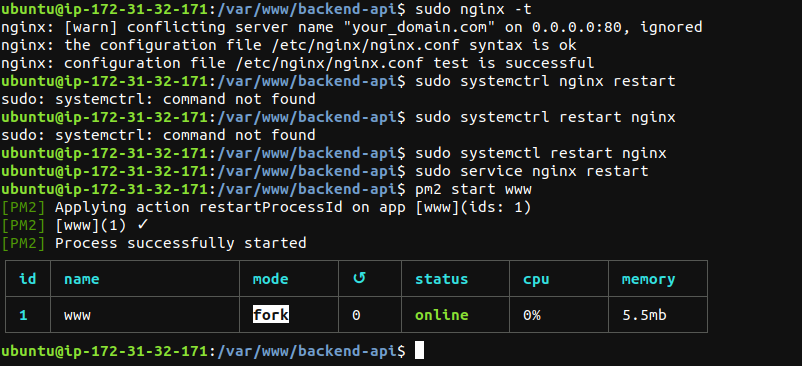 ubuntu@ip-172-31-32-171:/var/www/backend-api$ sudo nginx -t
nginx: [warn] conflicting server name "your_domain.com" on 0.0.0.0:80, ignored
nginx: the configuration file /etc/nginx/nginx.conf syntax is ok
nginx: configuration file /etc/nginx/nginx.conf test is successful
ubuntu@ip-172-31-32-171:/var/www/backend-api$ sudo systemctrl nginx restart
sudo: systemctrl: command not found
ubuntu@ip-172-31-32-171:/var/www/backend-api$ sudo systemctrl restart nginx
sudo: systemctrl: command not found
ubuntu@ip-172-31-32-171:/var/www/backend-api$ sudo systemctl restart nginx
ubuntu@ip-172-31-32-171:/var/www/backend-api$ sudo service nginx restart
ubuntu@ip-172-31-32-171:/var/www/backend-api$ pm2 start www
[PM2] Applying action restartProcessId on app [www](ids: 1)
[PM2] [www](1) ✓
[PM2] Process successfully started
id name mode ↺ status cpu memory
1 www fork 0 online 0% 5.5mb
ubuntu@ip-172-31-32-171:/var/www/backend-api$